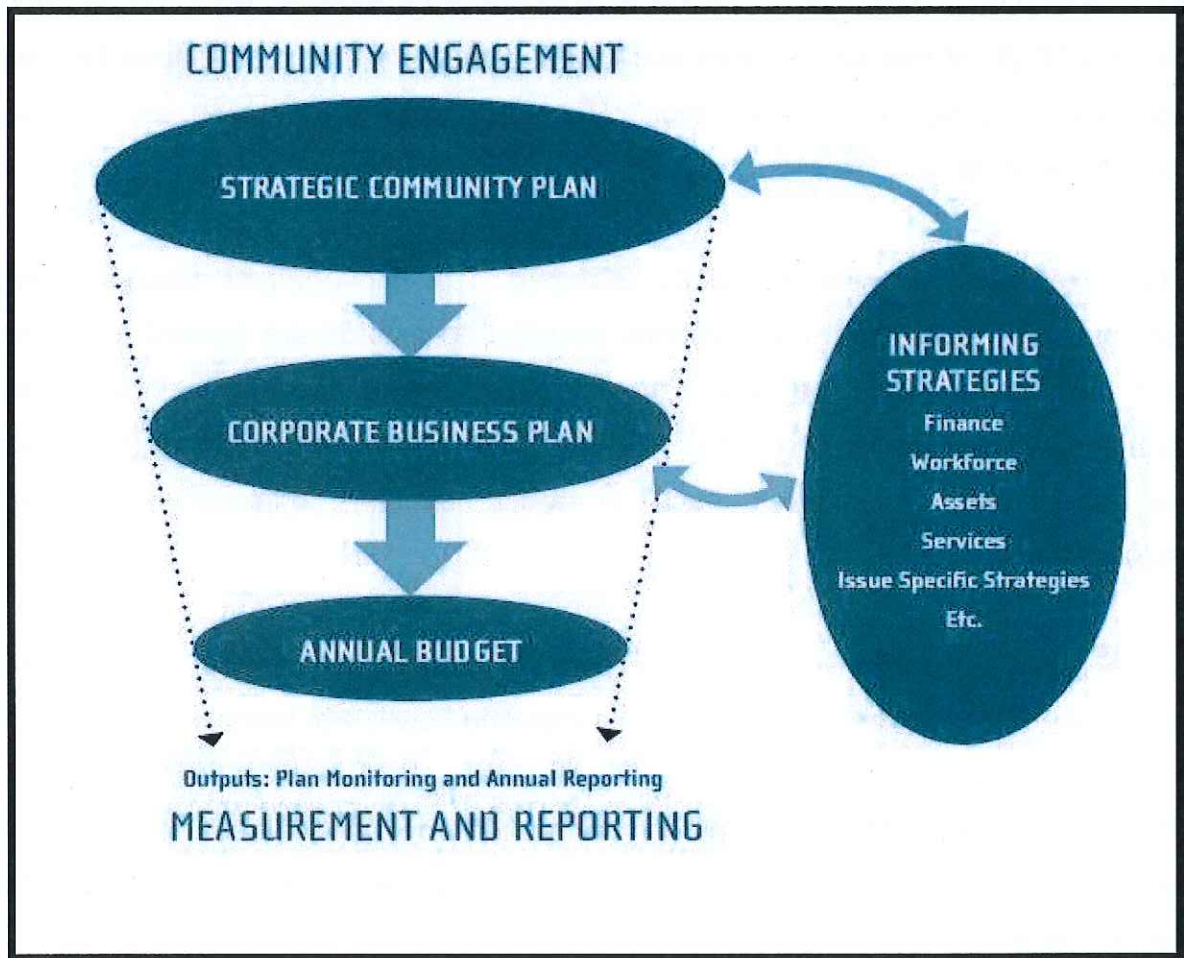 COMMUNITY ENGAGEMENT
STRATEGIC COMMUNITY PLAN
CORPORATE BUSINESS PLAN
ANNUAL BUDGET
INFORMING
STRATEGIES
Finance
Workforce
Assets
Services
Issue Specific Strategies
Etc.
Outputs: Plan Monitoring and Annual Reporting
MEASUREMENT AND REPORTING